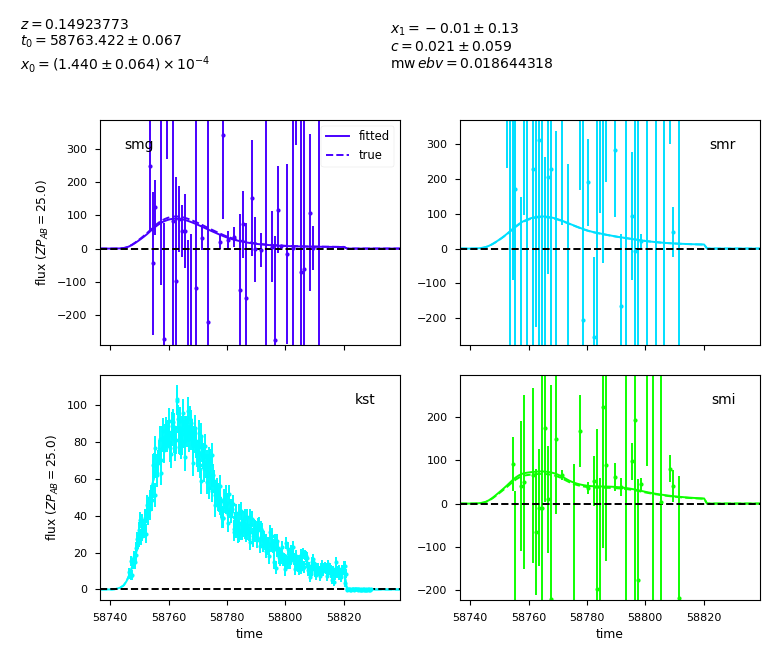 z = 0.14923773
t0 = 58763.422 ± 0.067
x0 = (1.440 ± 0.064) × 10^−4
x1 = −0.01 ± 0.13
c = 0.021 ± 0.059
mw ebv = 0.018644318
smg
fitted
true
300
200
100
0
−100
−200
flux (ZP_AB = 25.0)
smr
300
200
100
0
−100
−200
kst
100
80
60
40
20
0
flux (ZP_AB = 25.0)
58740 58760 58780 58800 58820
time
smi
200
100
0
−100
−200
58740 58760 58780 58800 58820
time